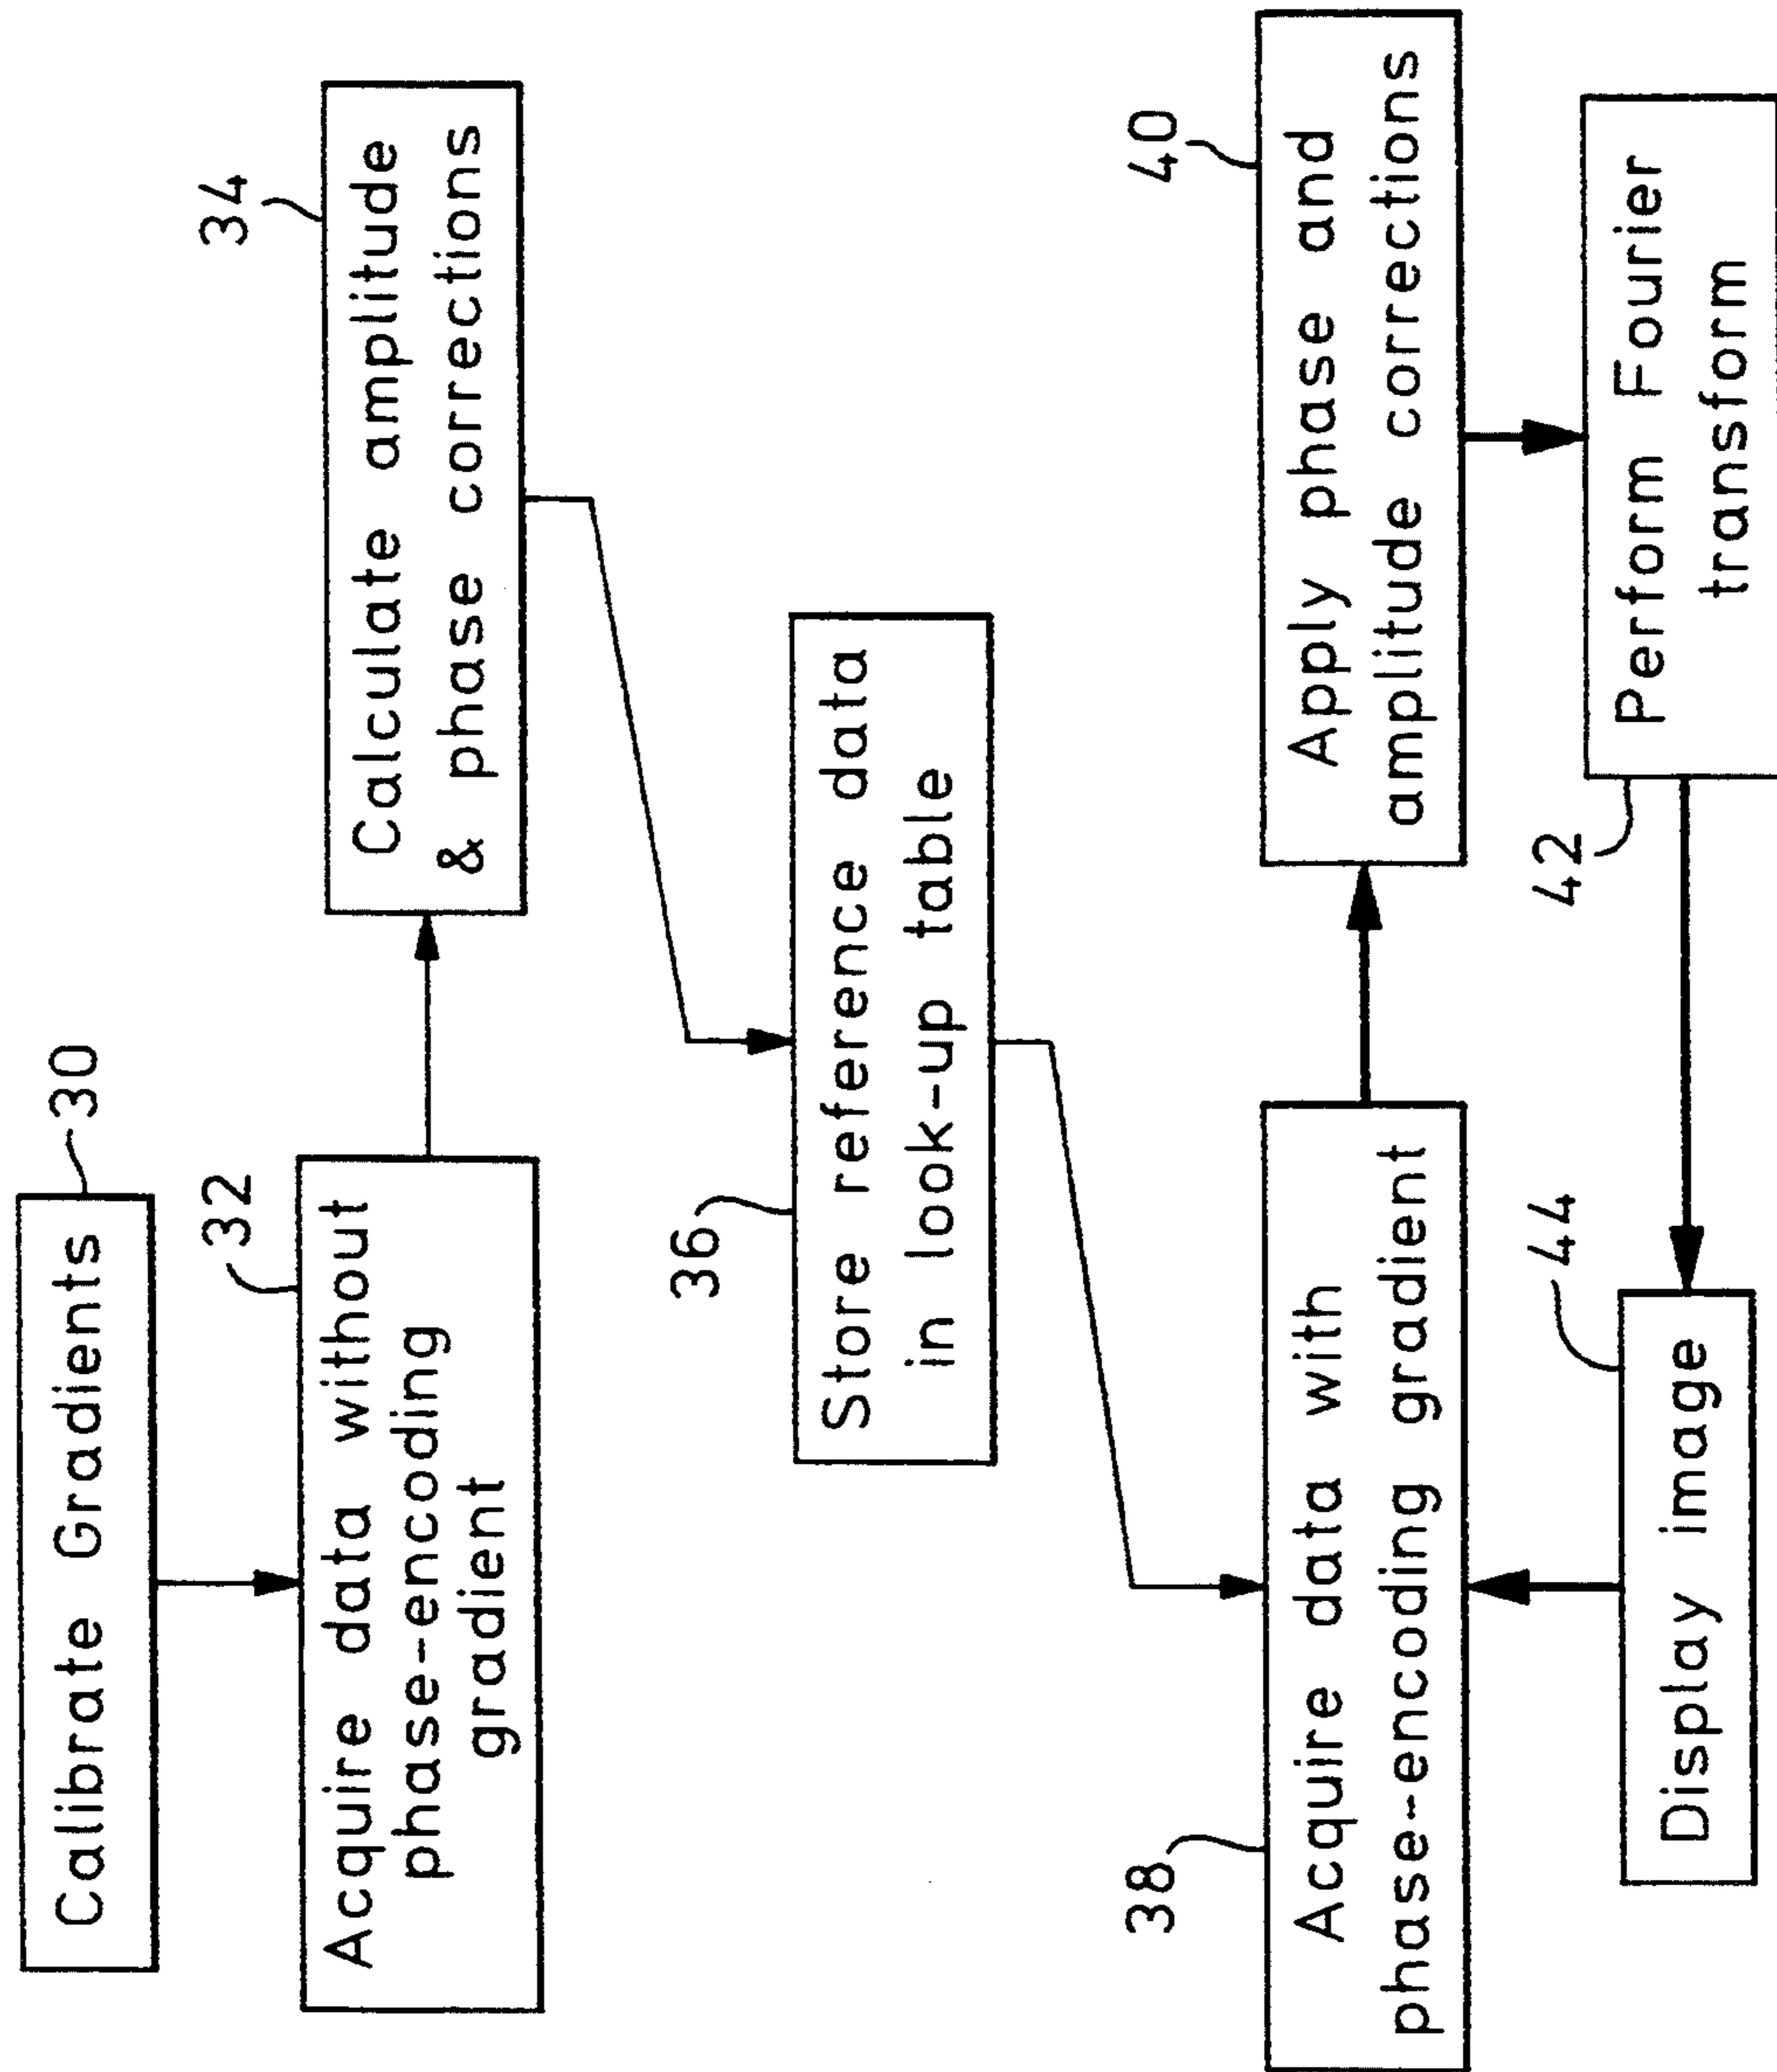 Calibrate Gradients
30
32
Acquire data without
phase-encoding
gradient
34
Calculate amplitude
& phase corrections
36
Store reference data
in look-up table
38
Acquire data with
phase-encoding gradient
40
Apply phase and
amplitude corrections
42
Perform Fourier
transform
44
Display image